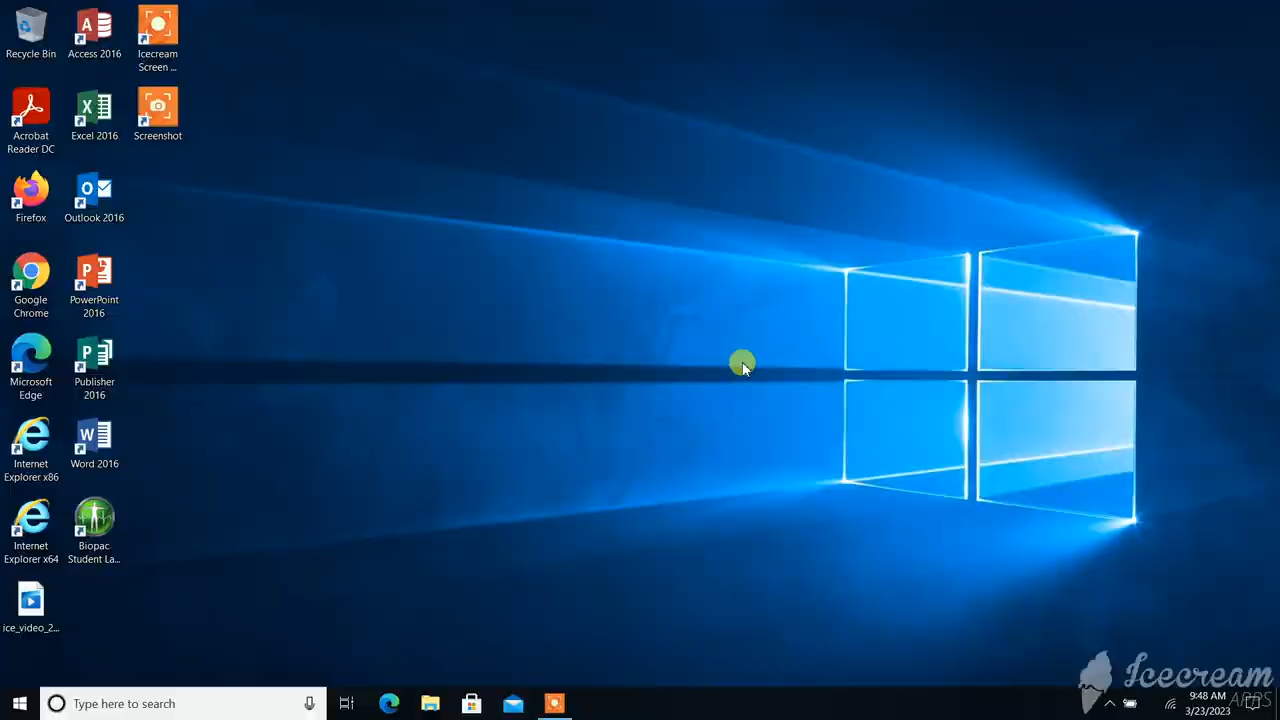 Recycle Bin
Access 2016
Icecream
Screen ...
Acrobat
Reader DC
Excel 2016
Screenshot
Firefox
Outlook 2016
Google
Chrome
PowerPoint
2016
Microsoft
Edge
Publisher
2016
Internet
Explorer x86
Word 2016
Internet
Explorer x64
Biopac
Student La...
ice_video_2...
Type here to search
Icecream
APPS
9:48 AM
3/23/2023